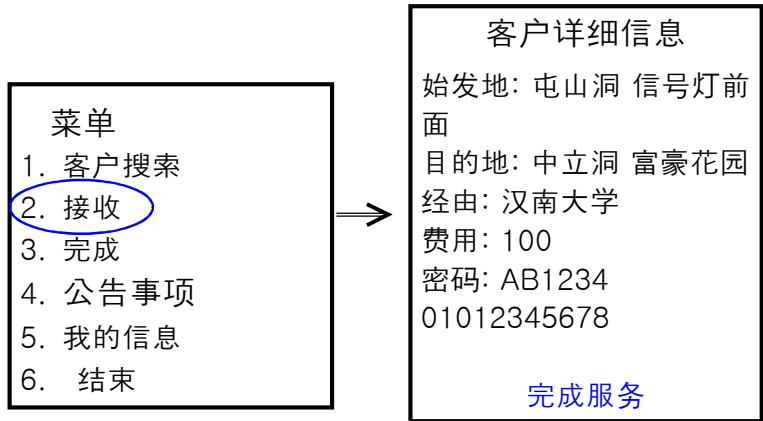 菜单
1. 客户搜索
2. 接收
3. 完成
4. 公告事项
5. 我的信息
6. 结束
客户详细信息
始发地: 屯山洞 信号灯前
面
目的地: 中立洞 富豪花园
经由: 汉南大学
费用: 100
密码: AB1234
01012345678
完成服务